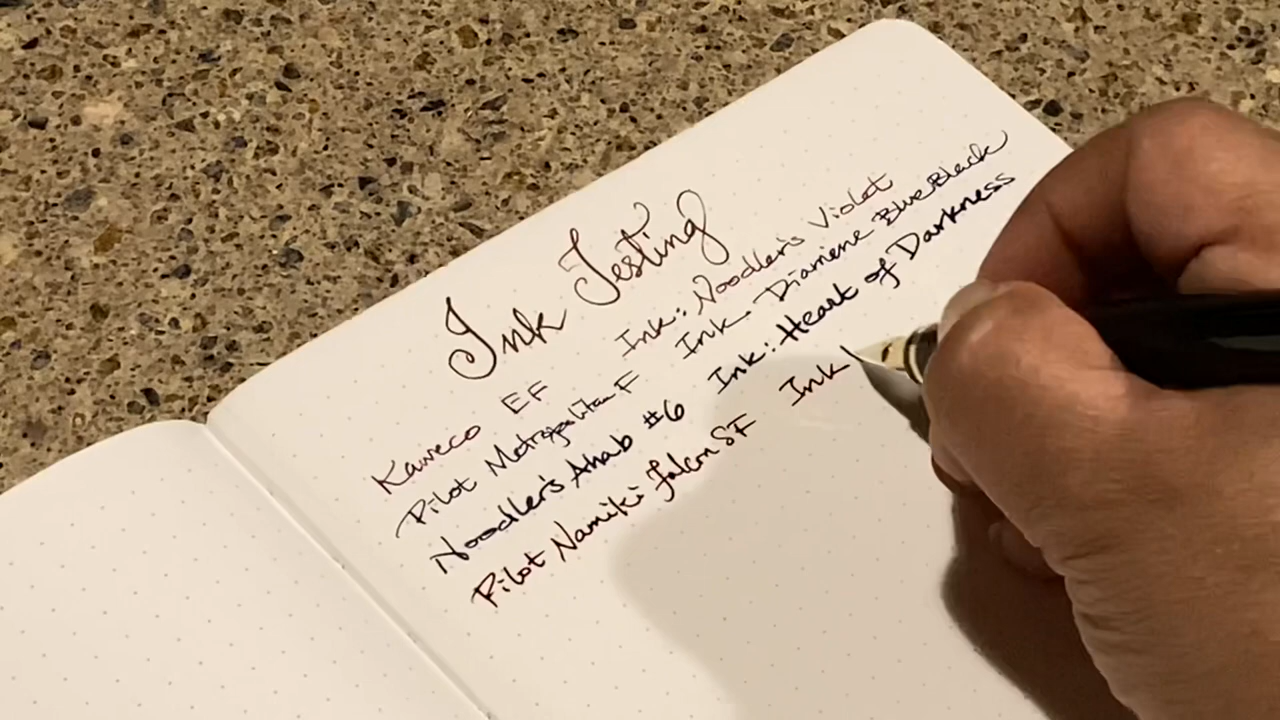 Ink Testing
Kaweco EF Ink: Noodler's Violet
Pilot Metropolitan F Ink- Diamine Blue/Black
Noodler's Ahab #6 Ink: Heart of Darkness
Pilot Namiki Falcon SF Ink